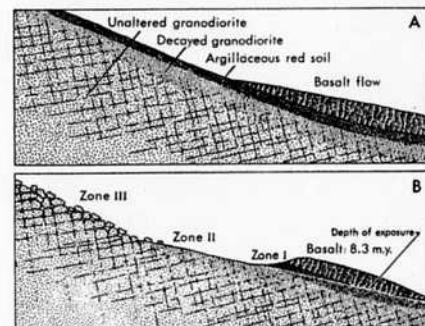 A
Unaltered granodiorite
Decayed granodiorite
Argillaceous red soil
Basalt flow
B
Zone III
Zone II
Zone I
Depth of exposure
Basalt: 8.3 m.y.